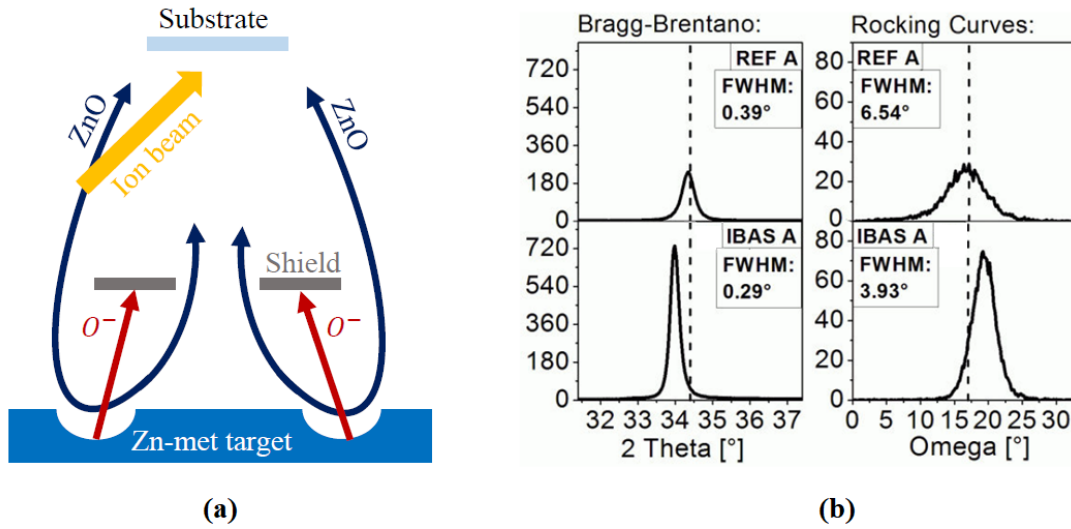 Substrate
ZnO
Ion beam
ZnO
Shield
O⁻
O⁻
Zn-met target
(a)
Bragg-Brentano:
Rocking Curves:
REF A
FWHM:
0.39°
720
540
360
180
0
REF A
FWHM:
6.54°
80
60
40
20
0
IBAS A
FWHM:
0.29°
720
540
360
180
0
IBAS A
FWHM:
3.93°
80
60
40
20
0
32 33 34 35 36 37
2 Theta [°]
0 5 10 15 20 25 30
Omega [°]
(b)